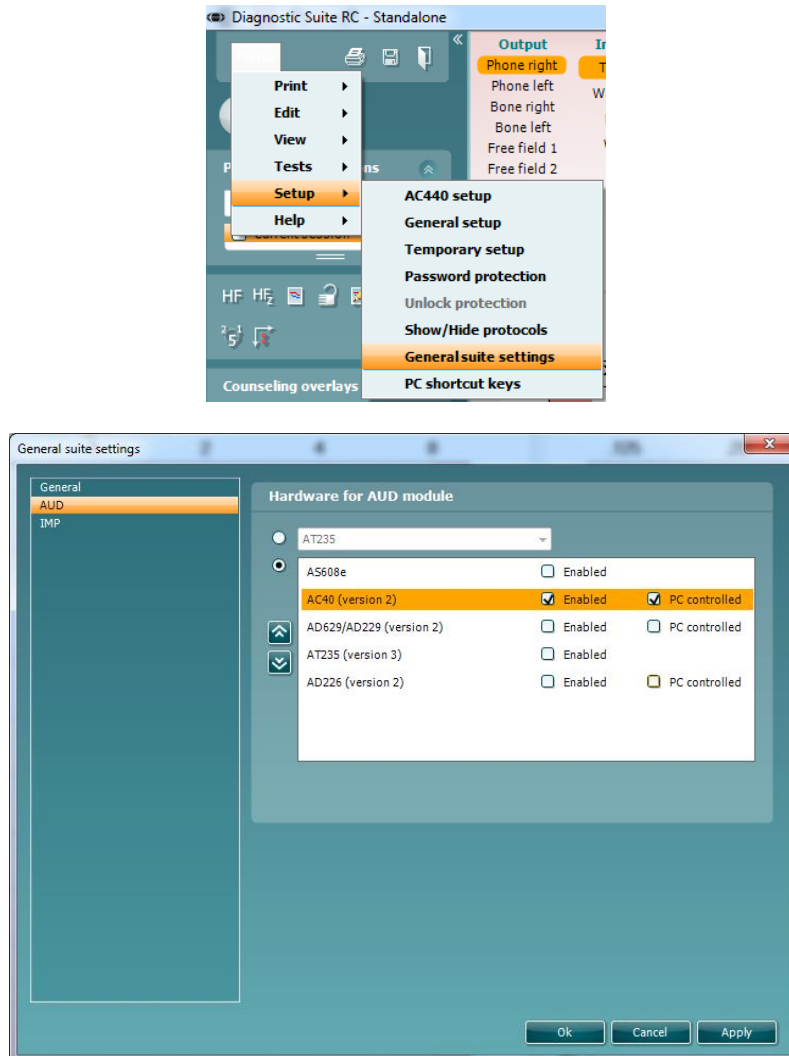 Diagnostic Suite RC - Standalone
Output
Phone right
Phone left
Bone right
Bone left
Free field 1
Free field 2
Print
Edit
View
Tests
Setup
Help
AC440 setup
General setup
Temporary setup
Password protection
Unlock protection
Show/Hide protocols
General suite settings
PC shortcut keys
HF HFz
2-1
5
Counseling overlays
General suite settings
General
AUD
IMP
Hardware for AUD module
AT235
AS608e Enabled
AC40 (version 2) Enabled PC controlled
AD629/AD229 (version 2) Enabled PC controlled
AT235 (version 3) Enabled
AD226 (version 2) Enabled PC controlled
Ok Cancel Apply